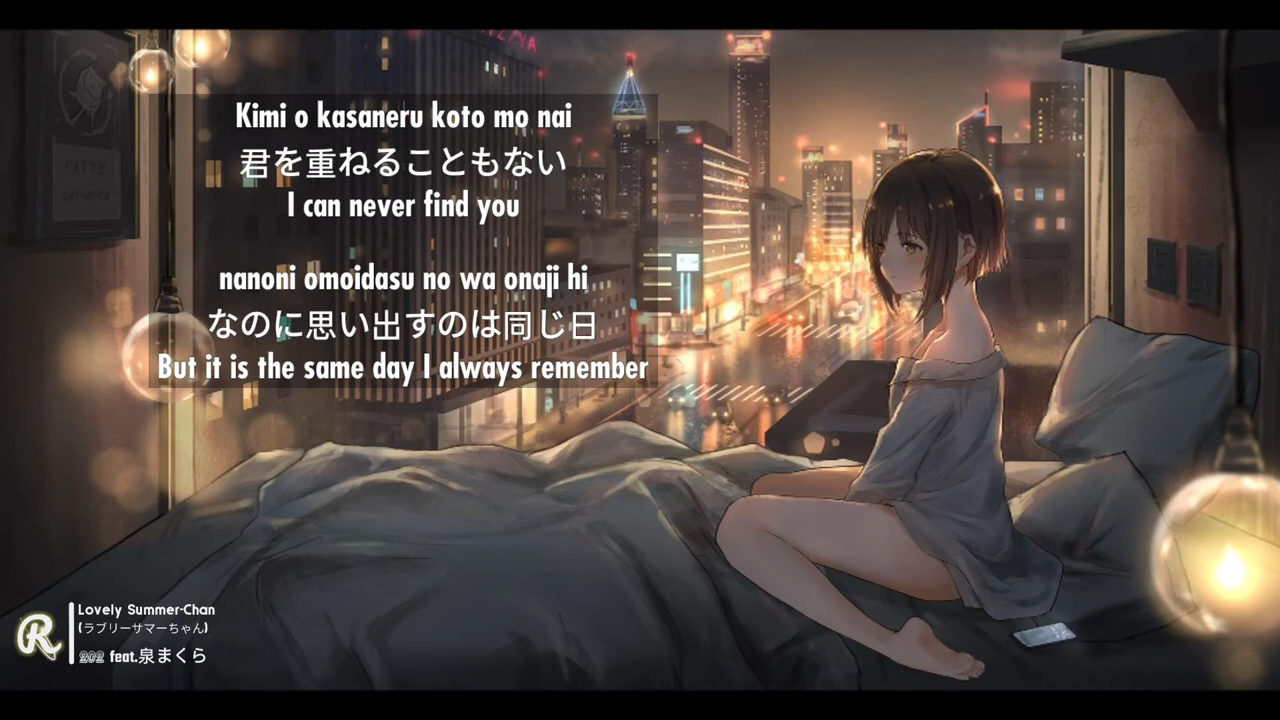 Kimi o kasaneru koto mo nai
君を重ねることもない
I can never find you
nanoni omoidasu no wa onaji hi
なのに思い出すのは同じ日
But it is the same day I always remember
R
Lovely Summer-Chan
(ラブリーサマーちゃん)
202 feat.泉まくら